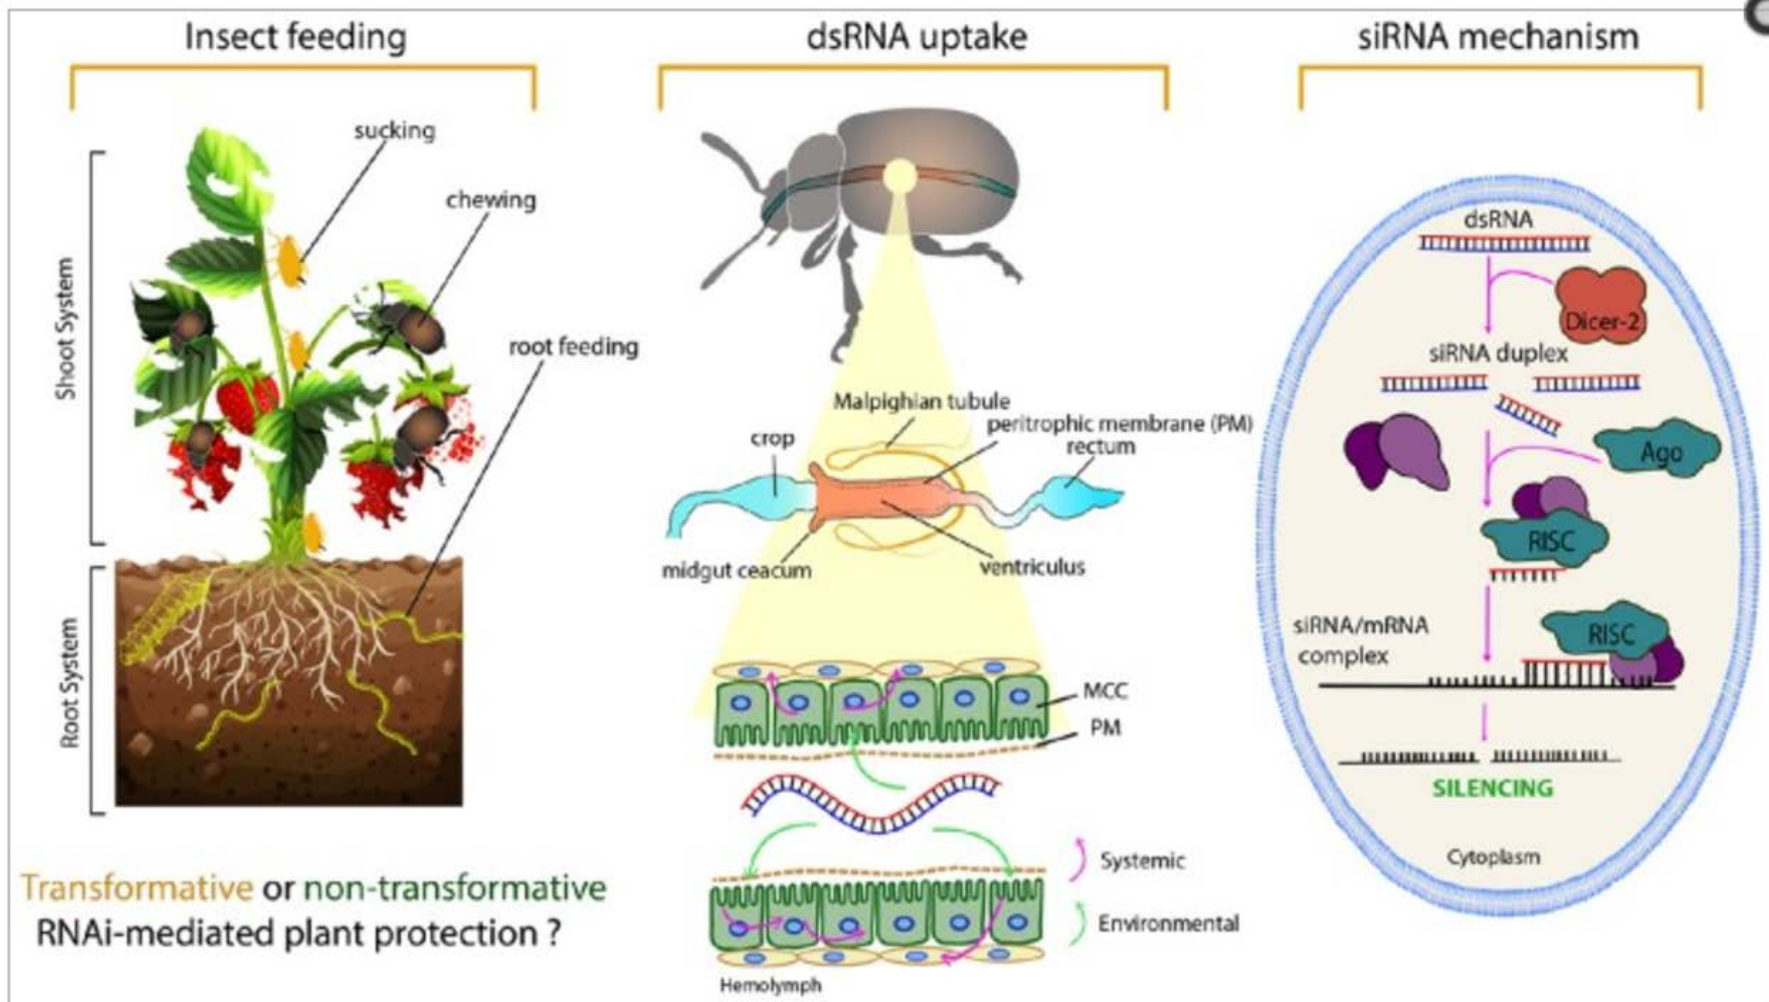 Insect feeding
sucking
chewing
root feeding
Shoot System
Root System
Transformative or non-transformative
RNAi-mediated plant protection ?
dsRNA uptake
Malpighian tubule
peritrophic membrane (PM)
crop
rectum
midgut ceacum
ventriculus
MCC
PM
Systemic
Environmental
Hemolymph
siRNA mechanism
dsRNA
Dicer-2
siRNA duplex
Ago
RISC
siRNA/mRNA
complex
RISC
SILENCING
Cytoplasm